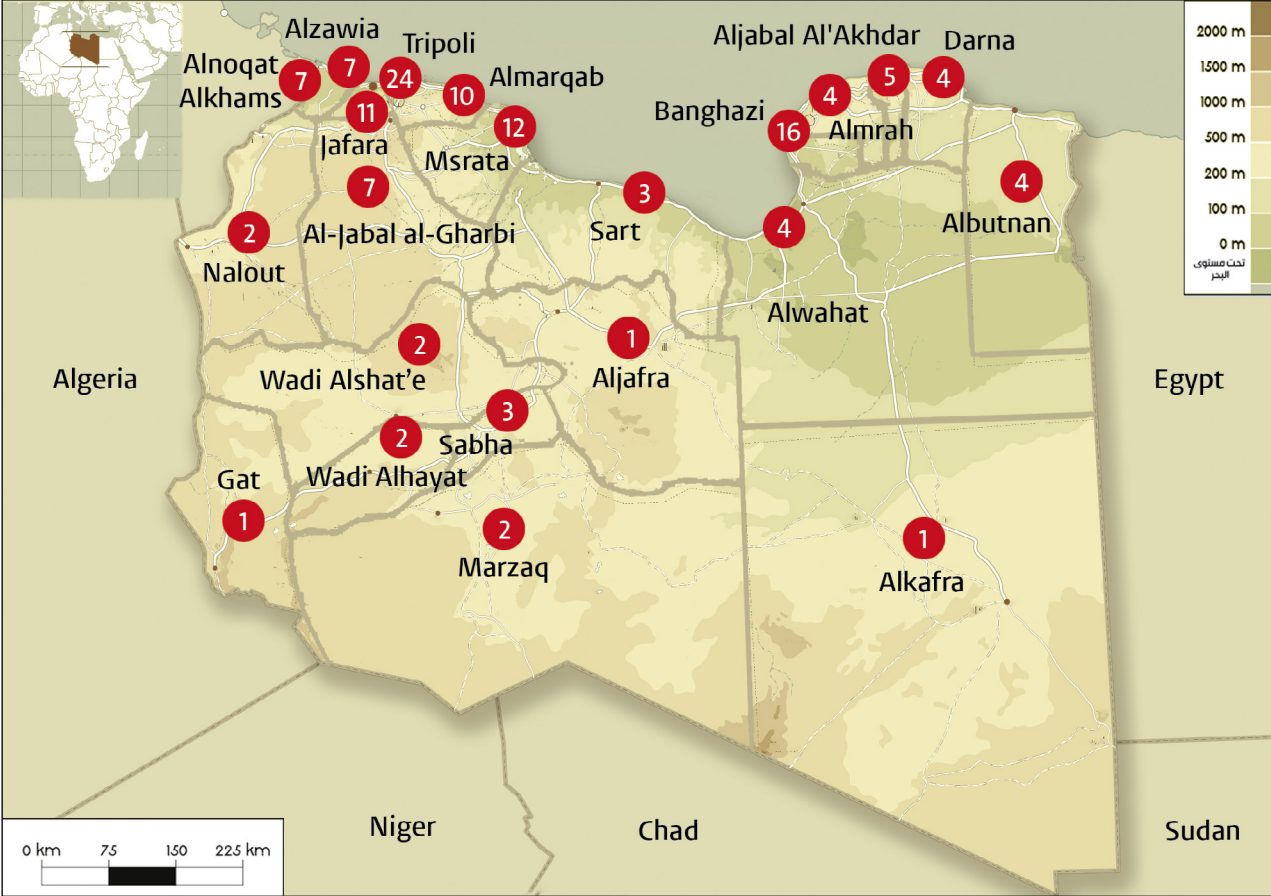 Alzawia
7
Tripoli
24
Alnoqat
Alkhams
7
Almarqab
10
11
Jafara
12
Msrata
7
Al-Jabal al-Gharbi
2
Nalout
3
Sart
Aljabal Al'Akhdar
5
Darna
4
4
Almrah
Banghazi
16
4
Alwahat
4
Albutnan
2
Wadi Alshat'e
1
Aljafra
3
Sabha
2
Wadi Alhayat
Gat
1
2
Marzaq
1
Alkafra
Algeria
Egypt
Niger
Chad
Sudan
2000 m
1500 m
1000 m
500 m
200 m
100 m
0 m
تحت مستوى
البحر
0 km
75
150
225 km